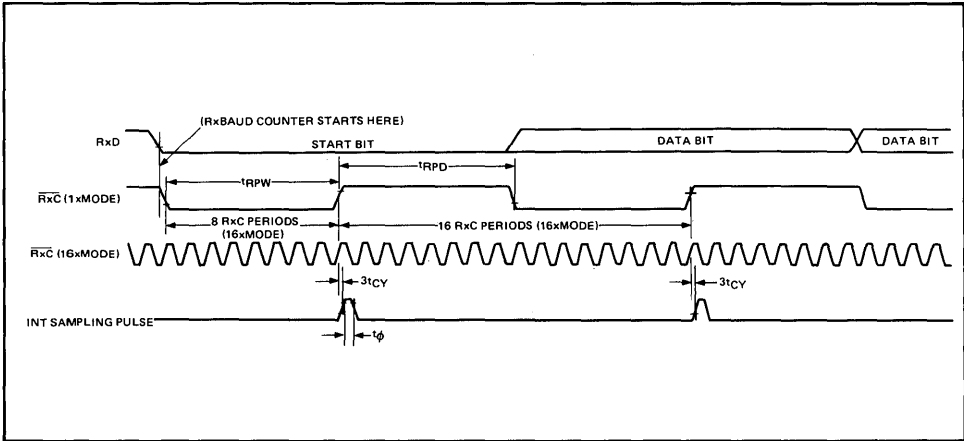 (RxBAUD COUNTER STARTS HERE)
RxD
START BIT
DATA BIT
DATA BIT
tRPD
tRPW
RxC (1xMODE)
8 RxC PERIODS
(16xMODE)
16 RxC PERIODS (16xMODE)
RxC (16xMODE)
3tCY
3tCY
INT SAMPLING PULSE
tϕ